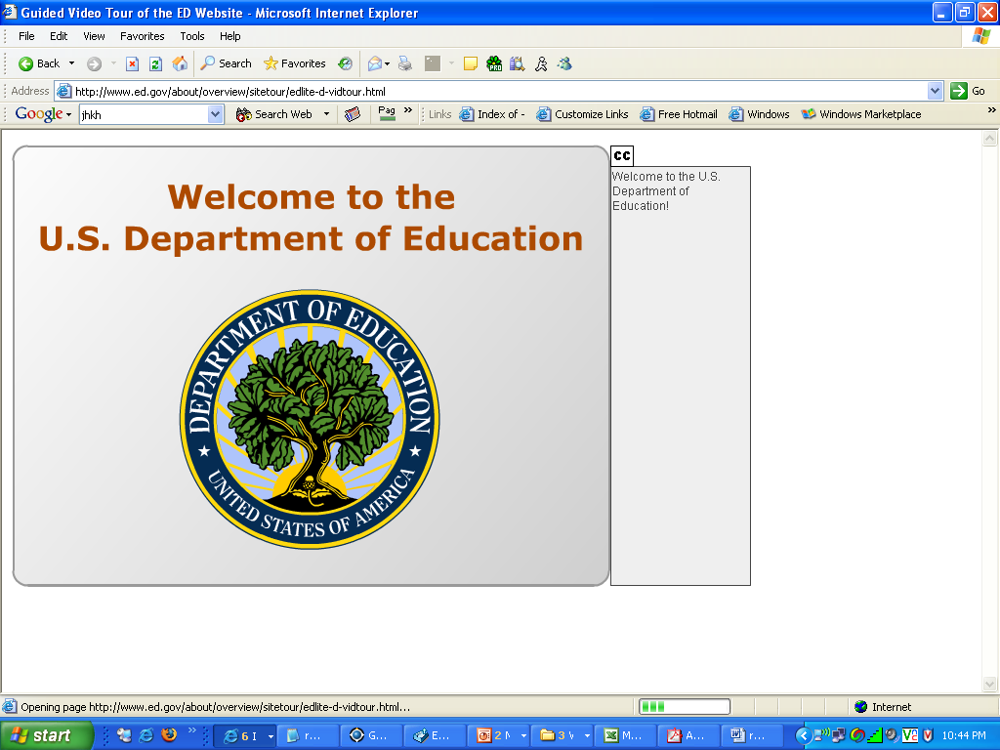 Guided Video Tour of the ED Website - Microsoft Internet Explorer
File Edit View Favorites Tools Help
Back Search Favorites PRO
Address http://www.ed.gov/about/overview/sitetour/edlite-d-vidtour.html Go
Google jhkh Search Web Pag » Links Index of - Customize Links Free Hotmail Windows Windows Marketplace »
Welcome to the
U.S. Department of Education
DEPARTMENT OF EDUCATION
UNITED STATES OF AMERICA
cc
Welcome to the U.S.
Department of
Education!
Opening page http://www.ed.gov/about/overview/sitetour/edlite-d-vidtour.html... Internet
start » 6 I r... G... E... 2 M 3 V M... A... r... 10:44 PM